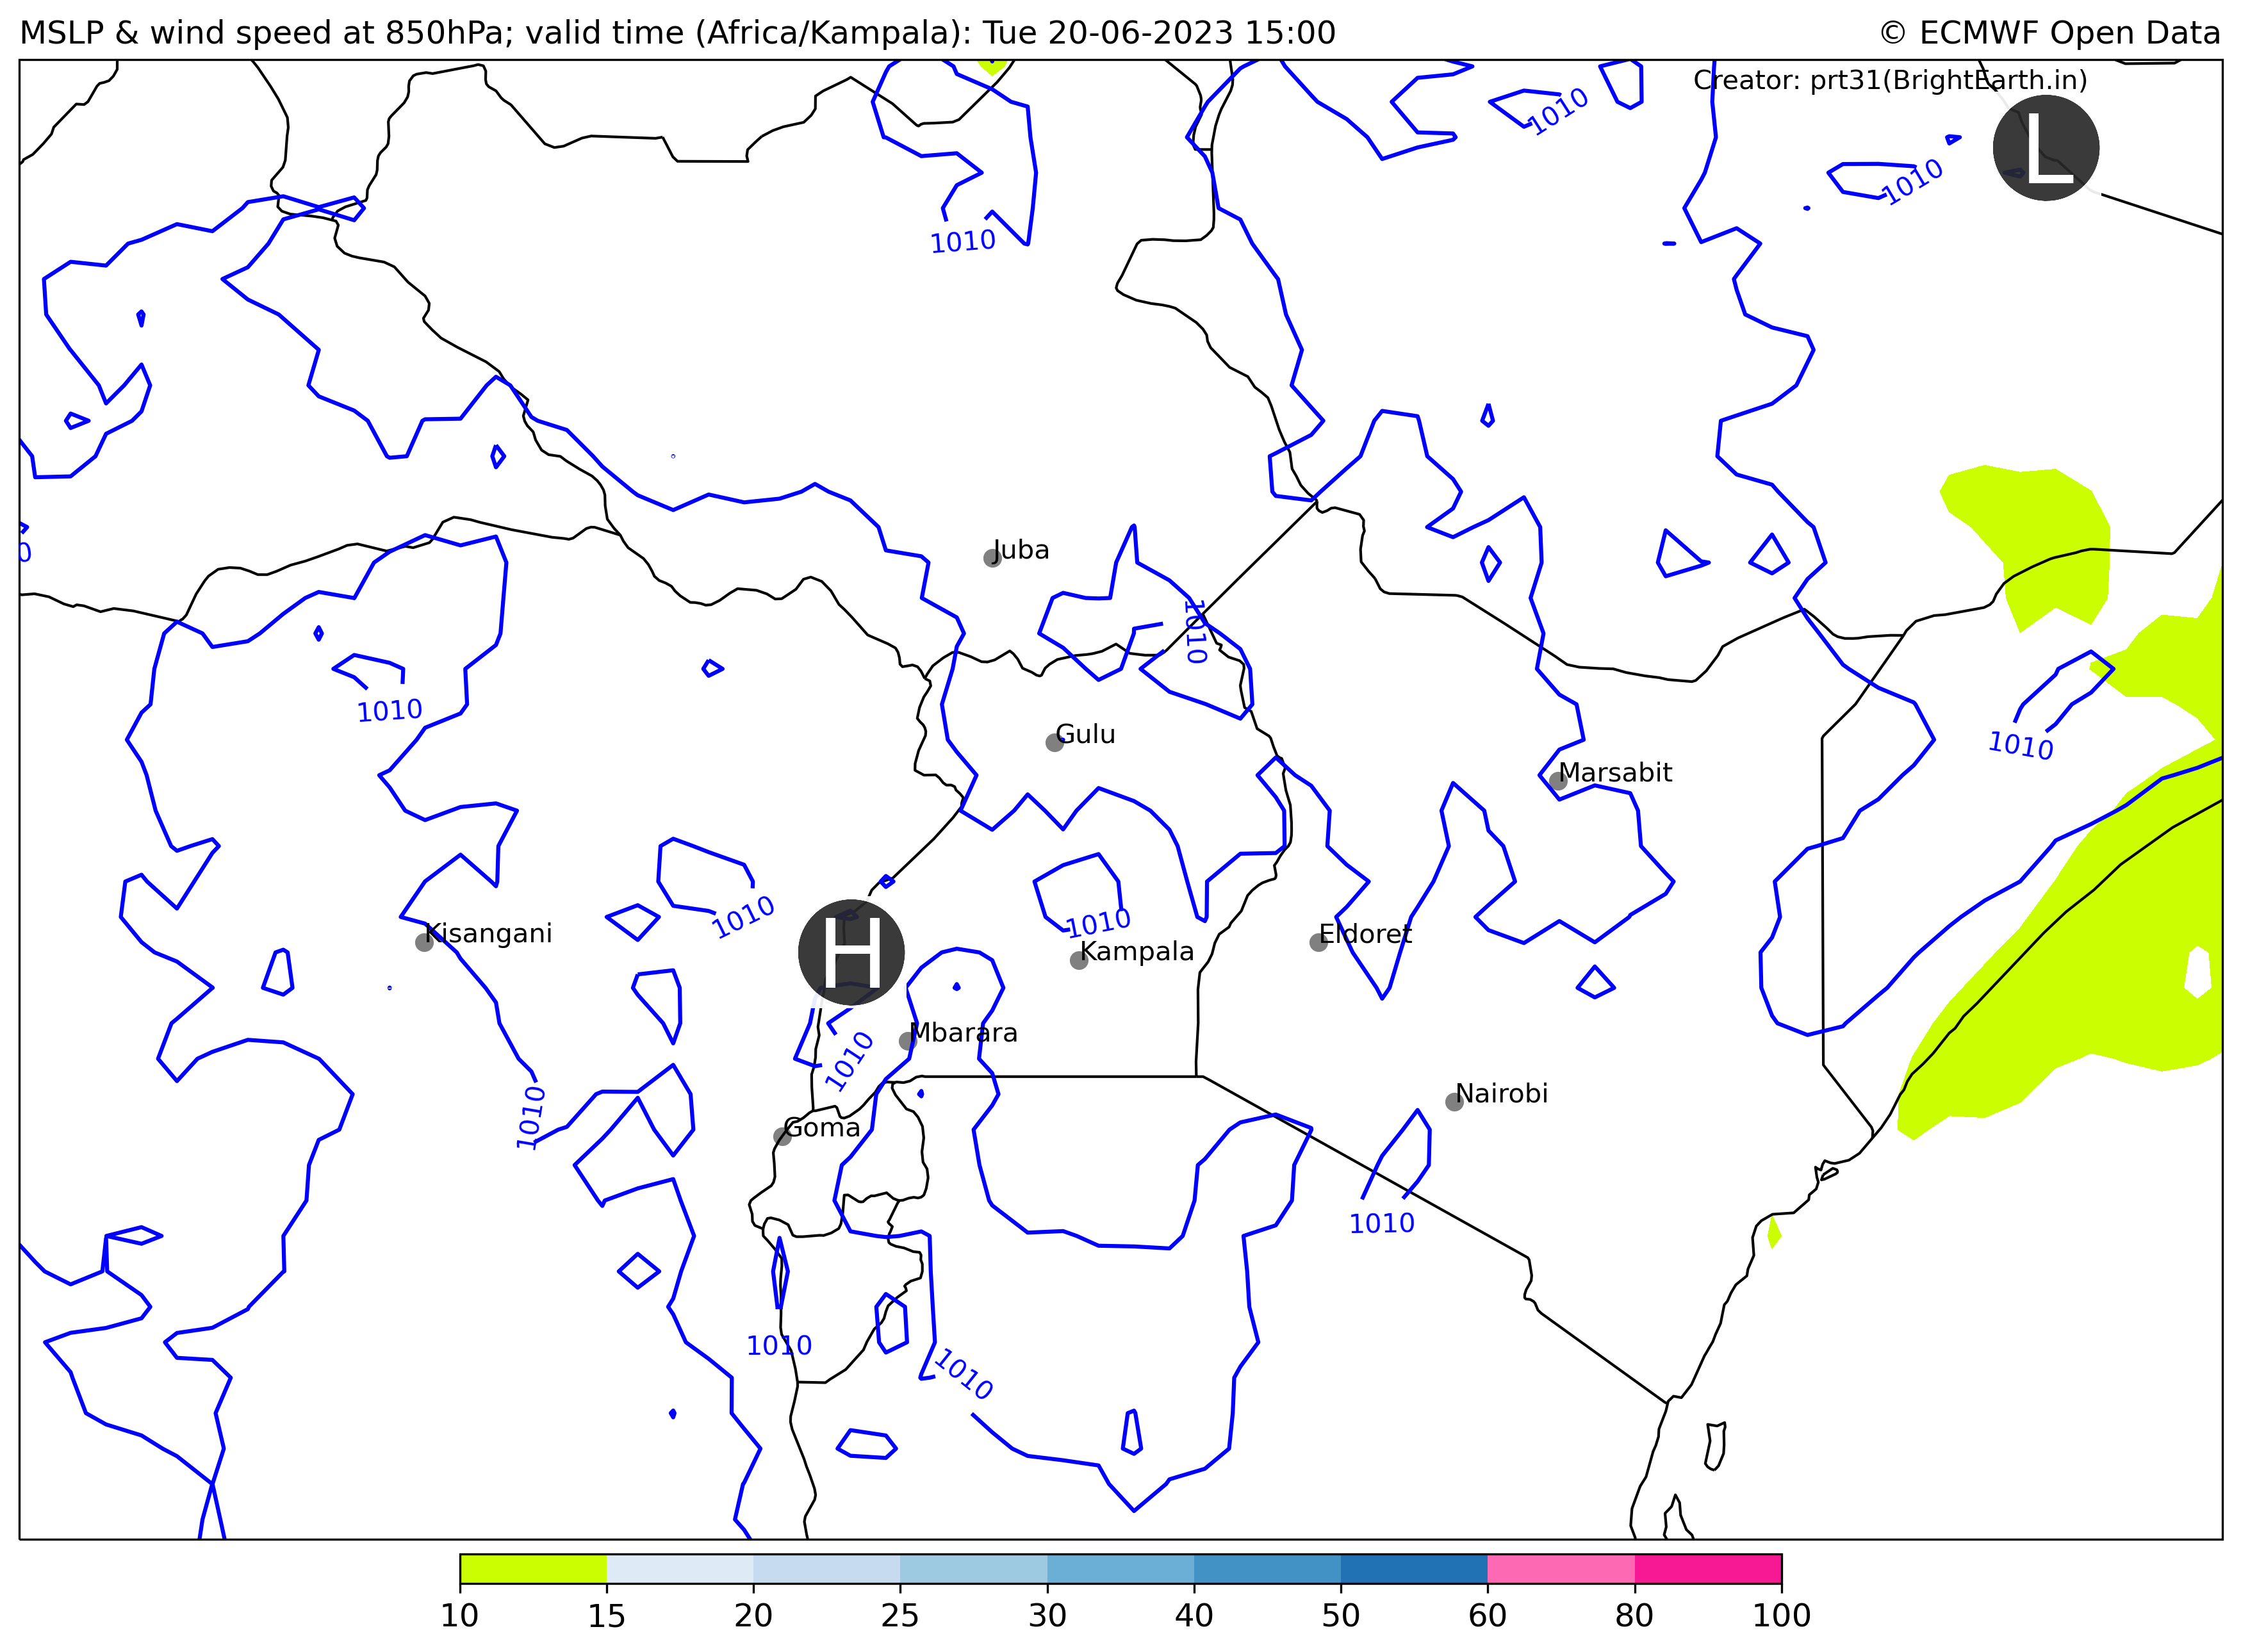 MSLP & wind speed at 850hPa; valid time (Africa/Kampala): Tue 20-06-2023 15:00
© ECMWF Open Data
Creator: prt31(BrightEarth.in)
1010
L
1010
1010
Juba
0
1010
1010
Gulu
1010
Marsabit
1010
1010
Kisangani
H
Kampala
Eldoret
Mbarara
1010
Nairobi
1010
Goma
1010
1010
1010
10 15 20 25 30 40 50 60 80 100